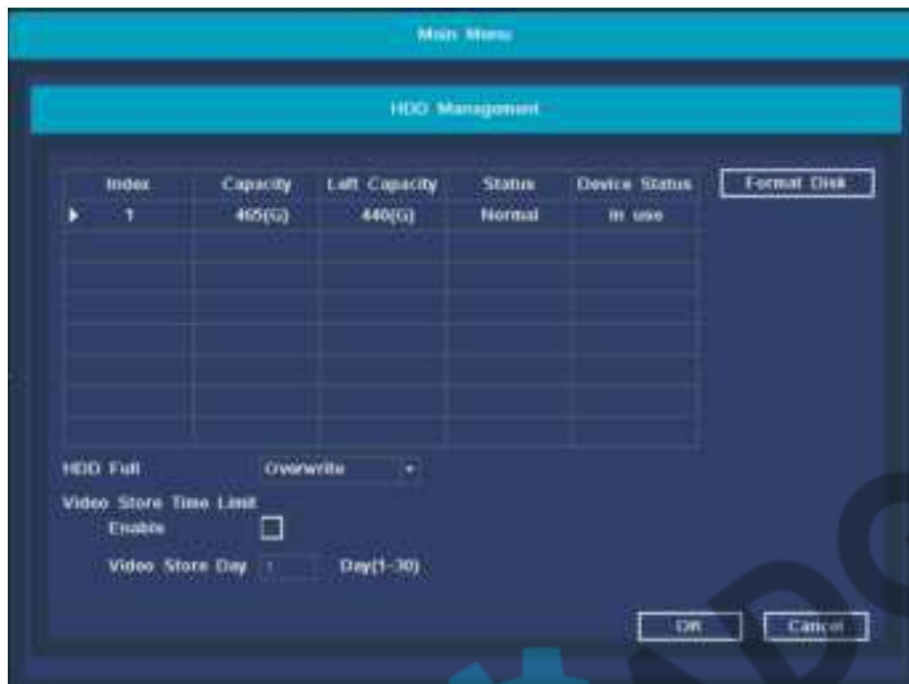 Main Menu
HDD Management
Index Capacity Left Capacity Status Device Status Format Disk
1 465(G) 440(G) Normal in use
HDD Full Overwrite
Video Store Time Limit
Enable
Video Store Day 1 Day(1-30)
OK Cancel